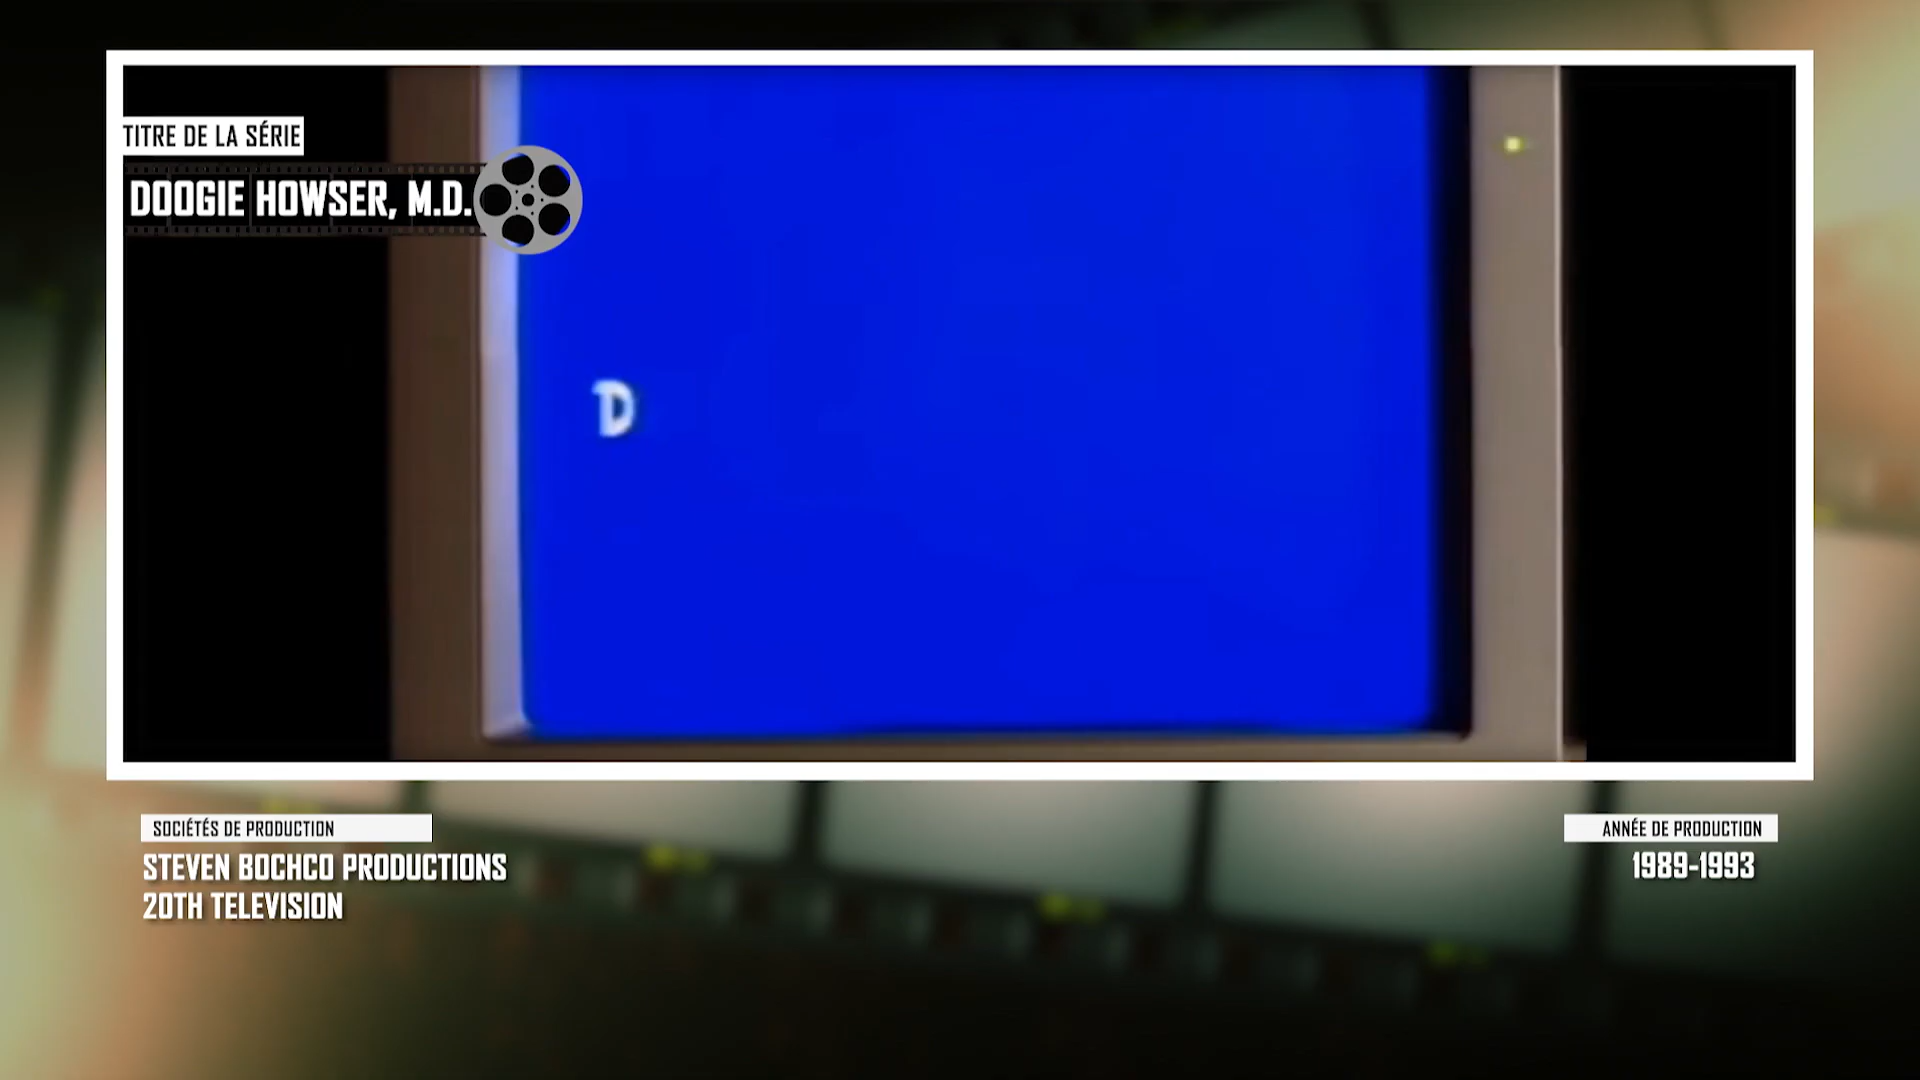 TITRE DE LA SÉRIE
DOOGIE HOWSER, M.D.
D
SOCIÉTÉS DE PRODUCTION
STEVEN BOCHCO PRODUCTIONS
20TH TELEVISION
ANNÉE DE PRODUCTION
1989-1993